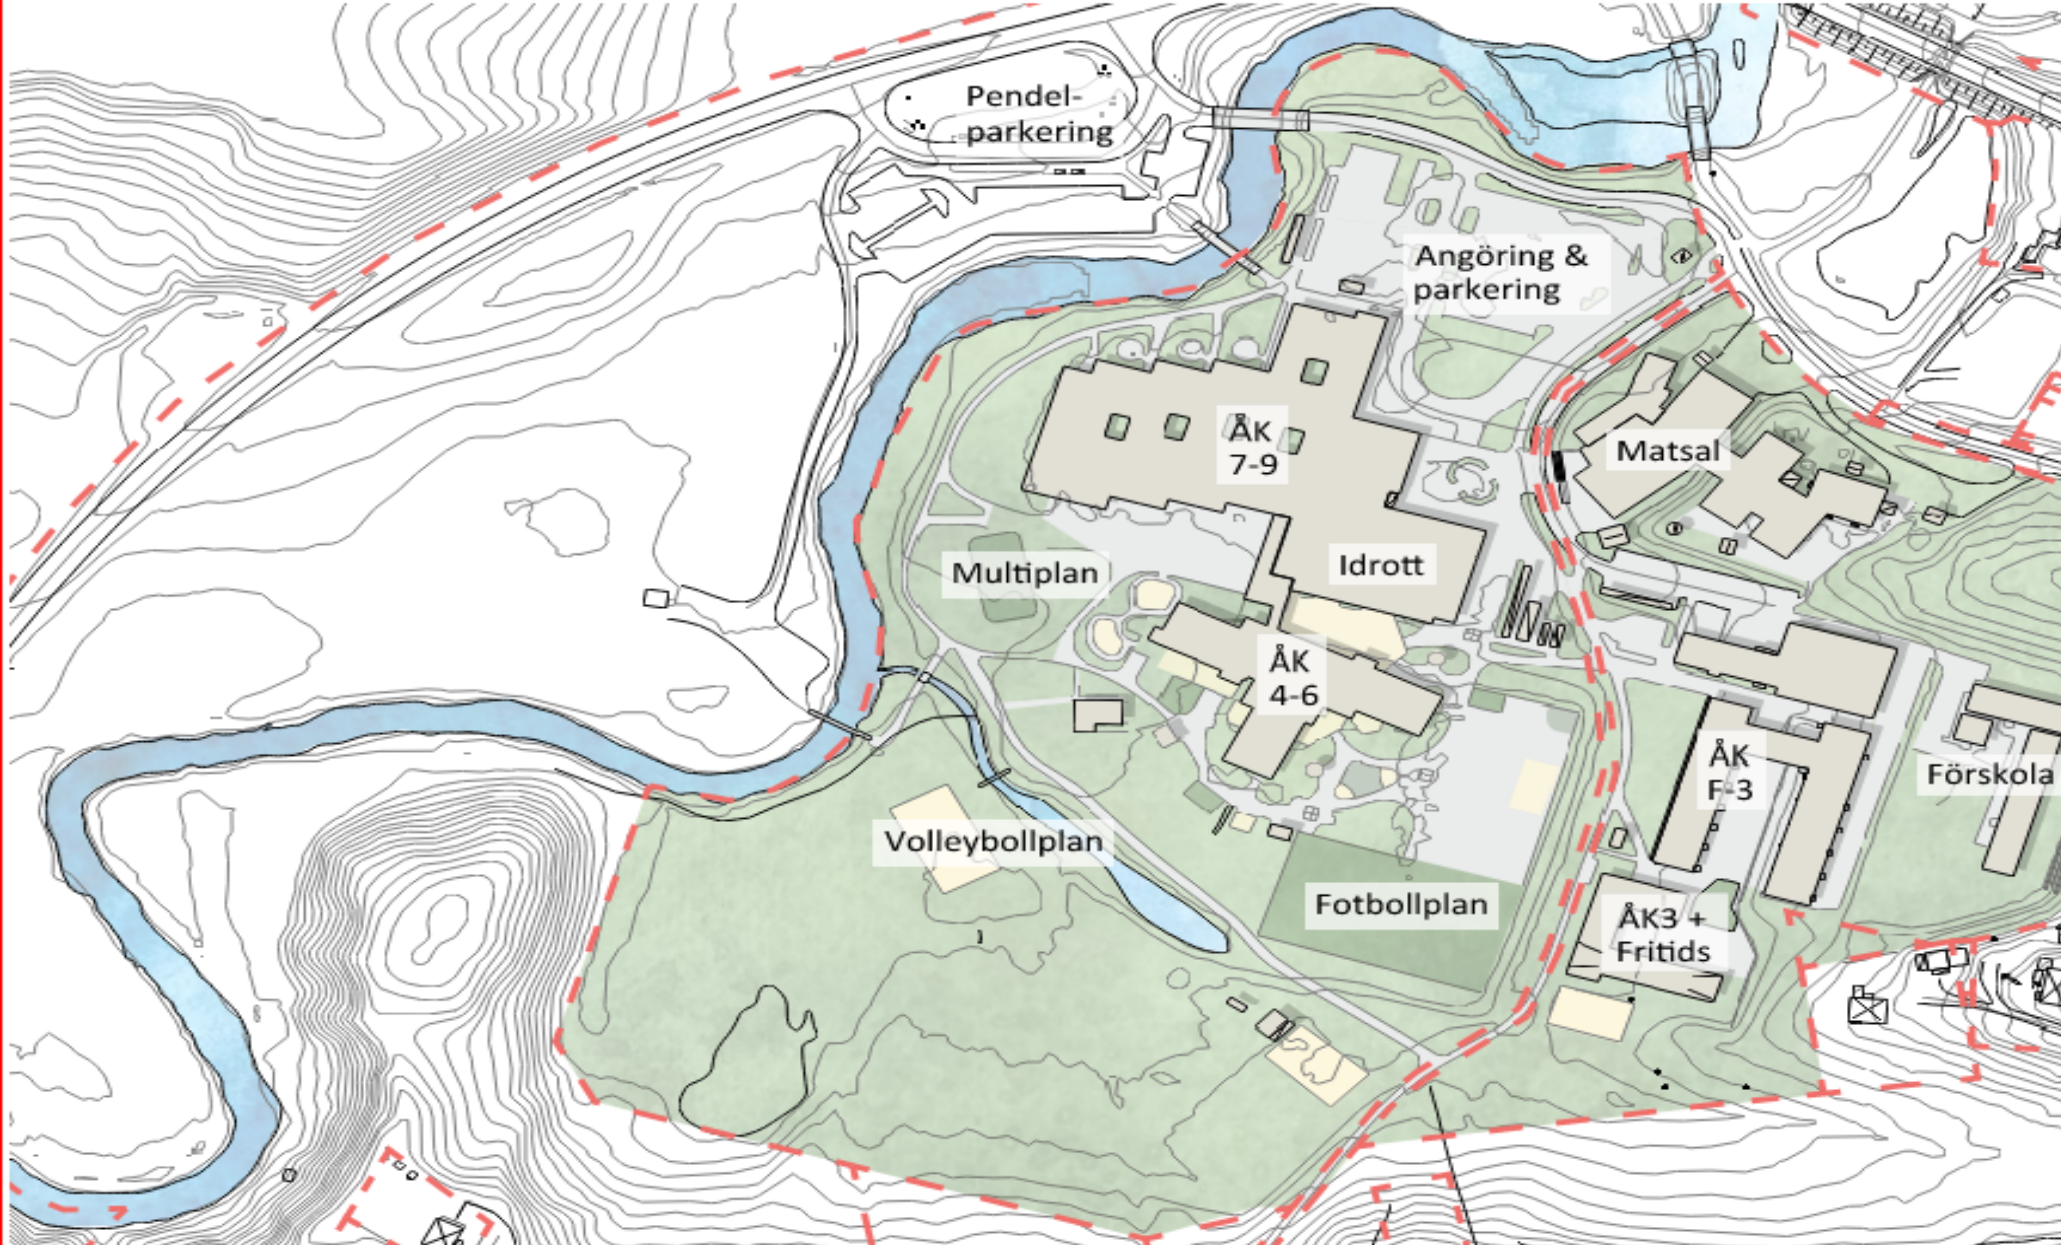 Pendel-
parkering
Angöring &
parkering
ÅK
7-9
Matsal
Multiplan
Idrott
ÅK
4-6
ÅK
F-3
Förskola
Volleybollplan
Fotbollplan
ÅK3 +
Fritids